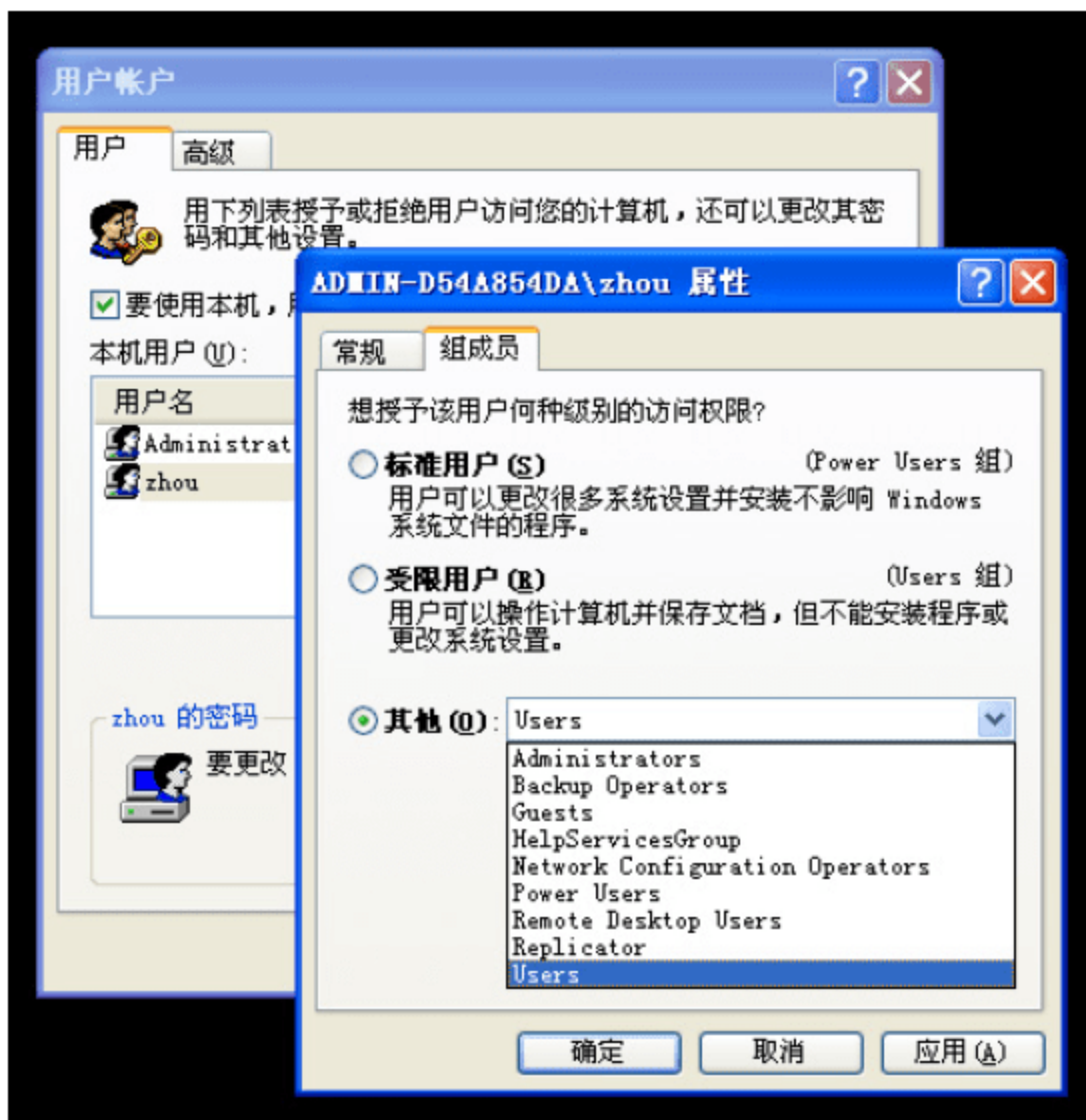 用户帐户
用户
高级
用下列表授予或拒绝用户访问您的计算机，还可以更改其密
码和其他设置。
要使用本机，
本机用户(U):
用户名
Administrat
zhou
zhou 的密码
要更改
ADMIN-D54A854DA\zhou 属性
常规
组成员
想授予该用户何种级别的访问权限?
标准用户(S)
(Power Users 组)
用户可以更改很多系统设置并安装不影响 Windows
系统文件的程序。
受限用户(R)
(Users 组)
用户可以操作计算机并保存文档，但不能安装程序或
更改系统设置。
其他(O):
Users
Administrators
Backup Operators
Guests
HelpServicesGroup
Network Configuration Operators
Power Users
Remote Desktop Users
Replicator
Users
确定
取消
应用(A)